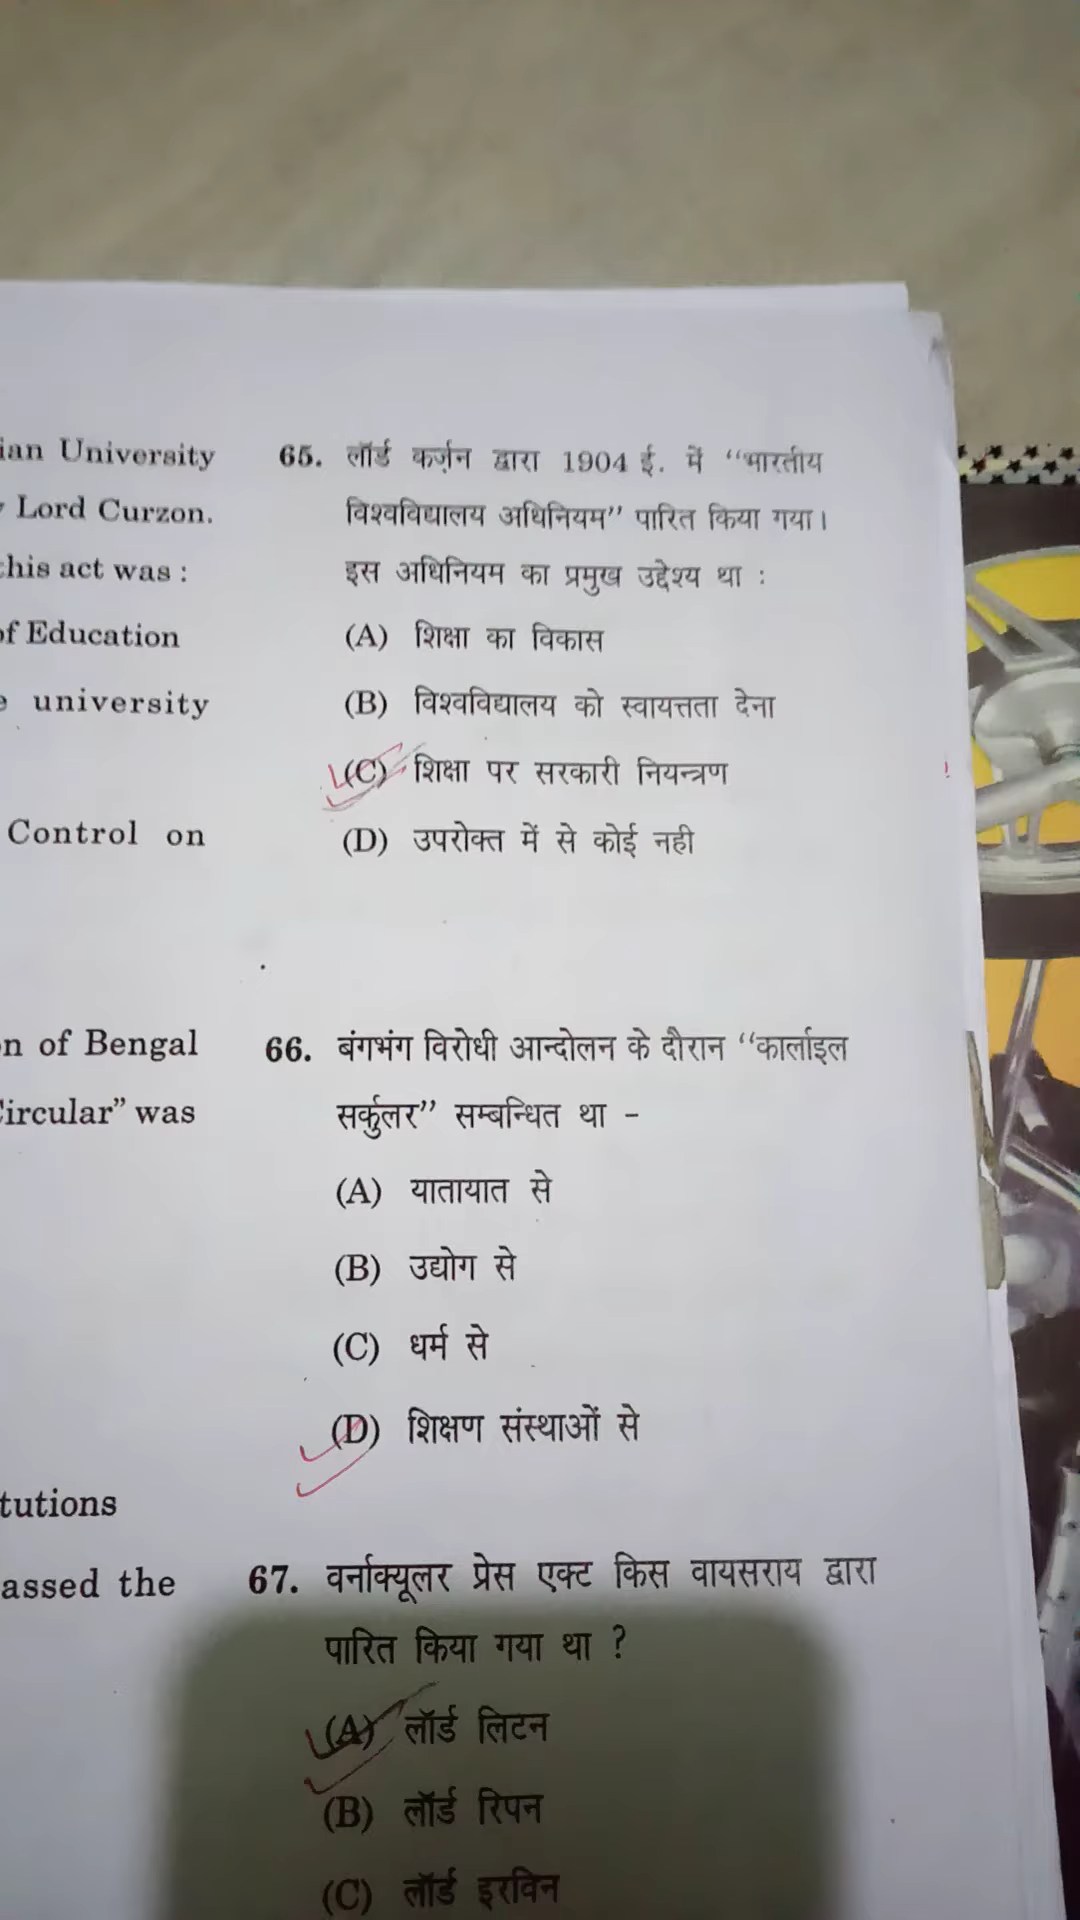 ian University
Lord Curzon.
his act was :
of Education
university
Control on
n of Bengal
ircular” was
tutions
assed the
65. लॉर्ड कर्ज़न द्वारा 1904 ई. में “भारतीय
विश्वविद्यालय अधिनियम” पारित किया गया।
इस अधिनियम का प्रमुख उद्देश्य था :
(A) शिक्षा का विकास
(B) विश्वविद्यालय को स्वायत्तता देना
(C) शिक्षा पर सरकारी नियन्त्रण
(D) उपरोक्त में से कोई नही
66. बंगभंग विरोधी आन्दोलन के दौरान “कार्लाइल
सर्कुलर” सम्बन्धित था –
(A) यातायात से
(B) उद्योग से
(C) धर्म से
(D) शिक्षण संस्थाओं से
67. वर्नाक्यूलर प्रेस एक्ट किस वायसराय द्वारा
पारित किया गया था ?
(A) लॉर्ड लिटन
(B) लॉर्ड रिपन
(C) लॉर्ड इरविन